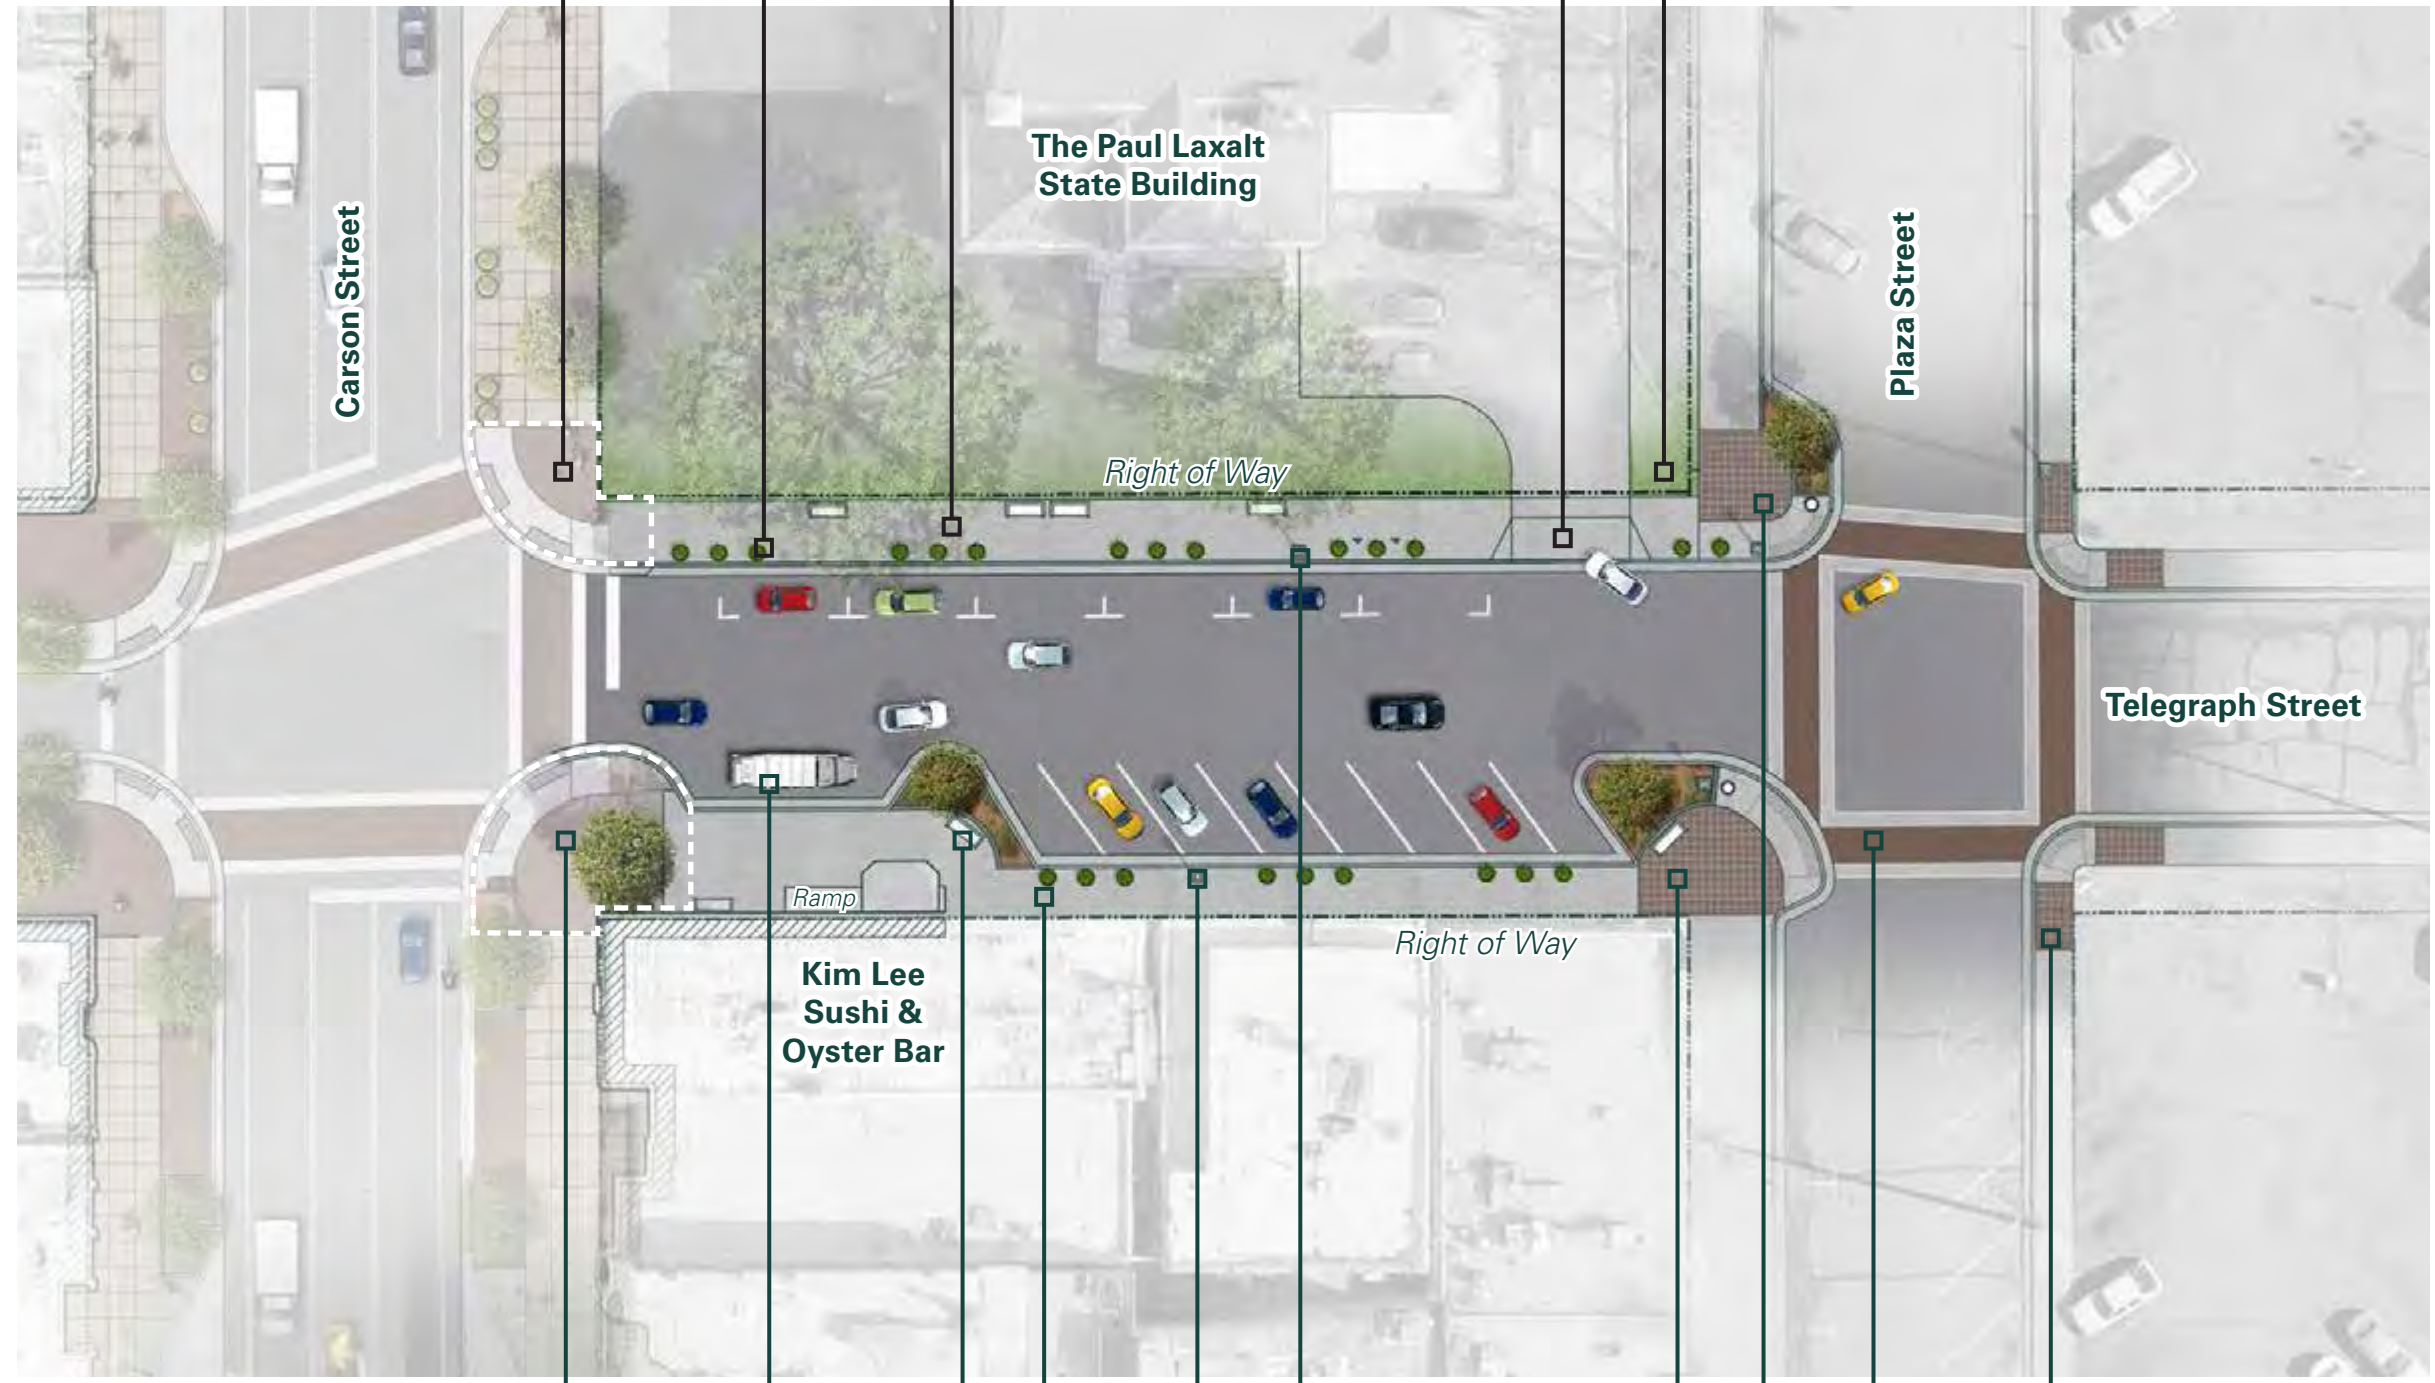 The Paul Laxalt
State Building
Carson Street
Plaza Street
Right of Way
Telegraph Street
Ramp
Right of Way
Kim Lee
Sushi &
Oyster Bar